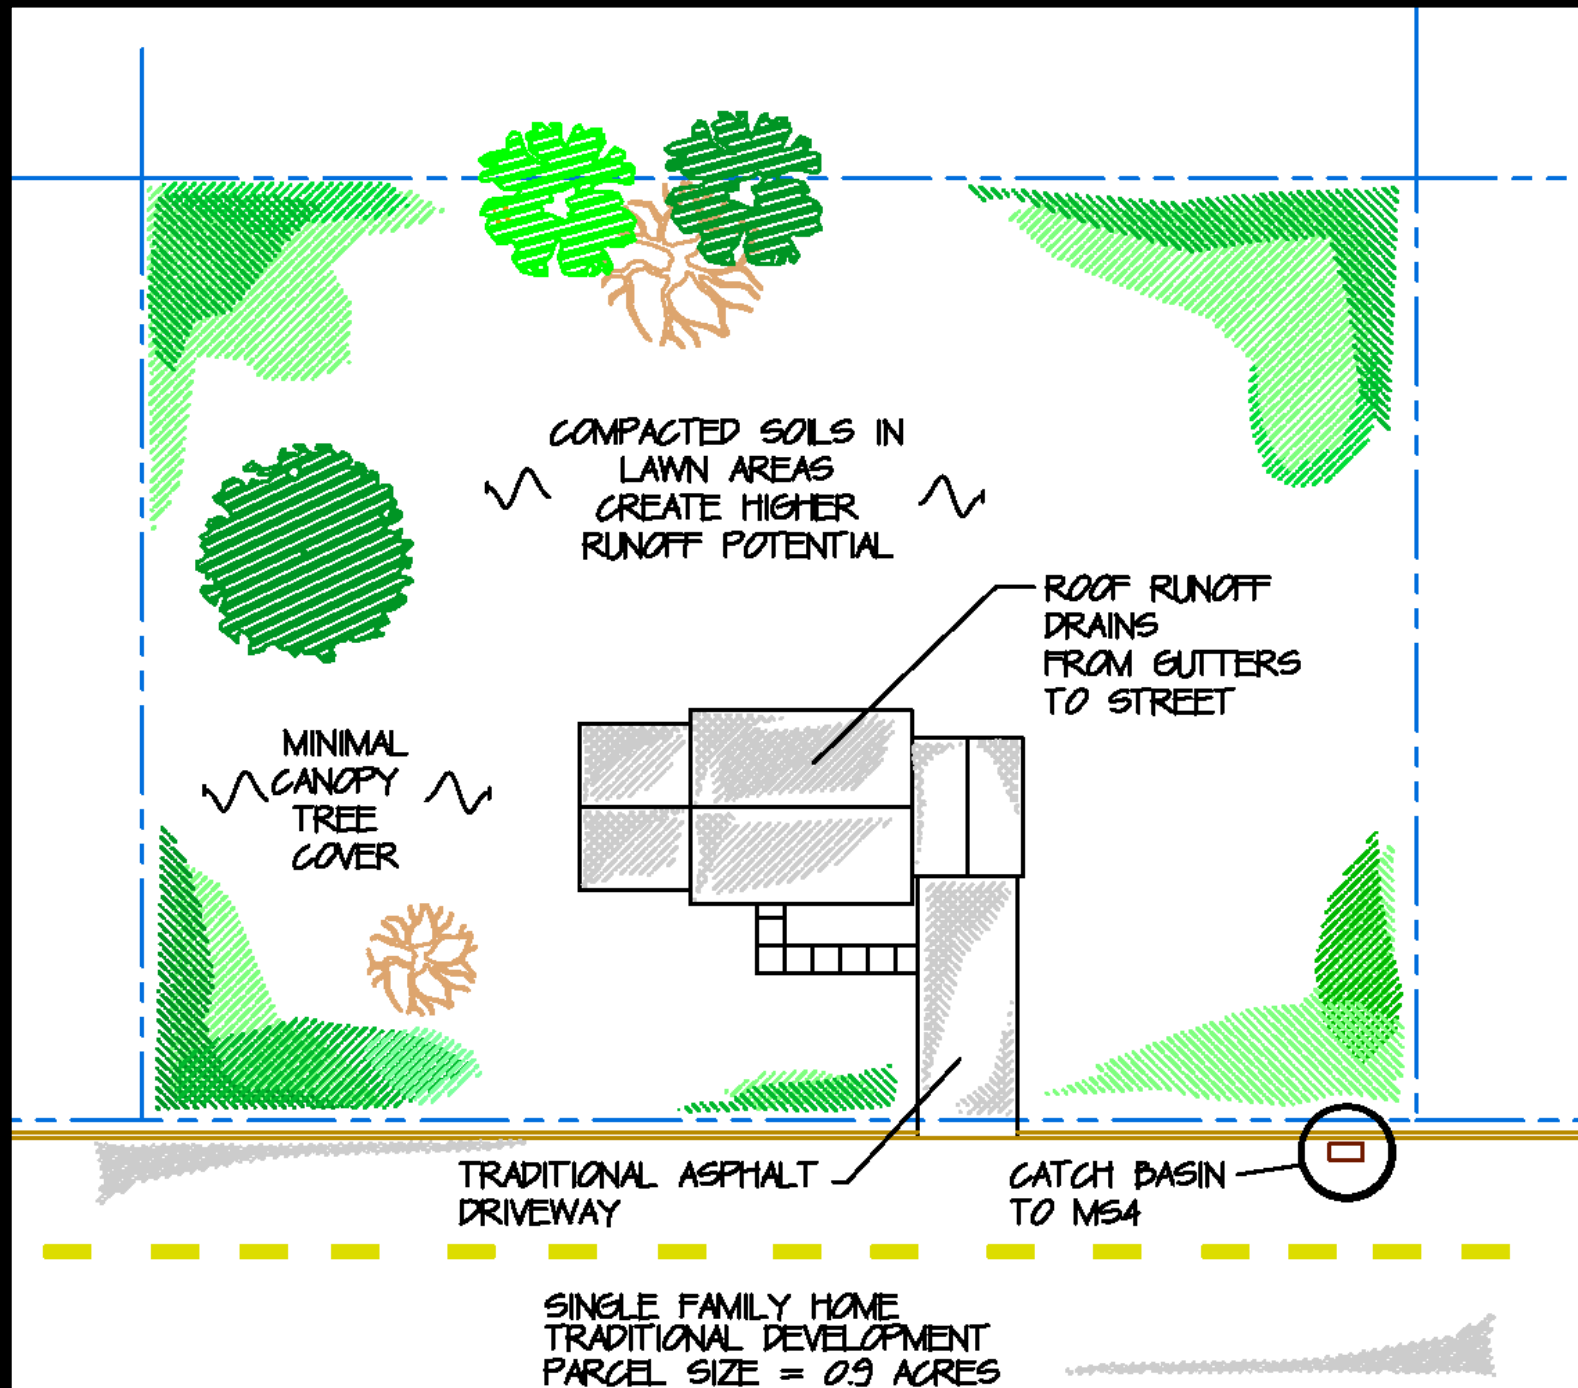 COMPACTED SOILS IN
LAWN AREAS
CREATE HIGHER
RUNOFF POTENTIAL
ROOF RUNOFF
DRAINS
FROM GUTTERS
TO STREET
MINIMAL
CANOPY
TREE
COVER
TRADITIONAL ASPHALT
DRIVEWAY
CATCH BASIN
TO MS4
SINGLE FAMILY HOME
TRADITIONAL DEVELOPMENT
PARCEL SIZE = 0.9 ACRES